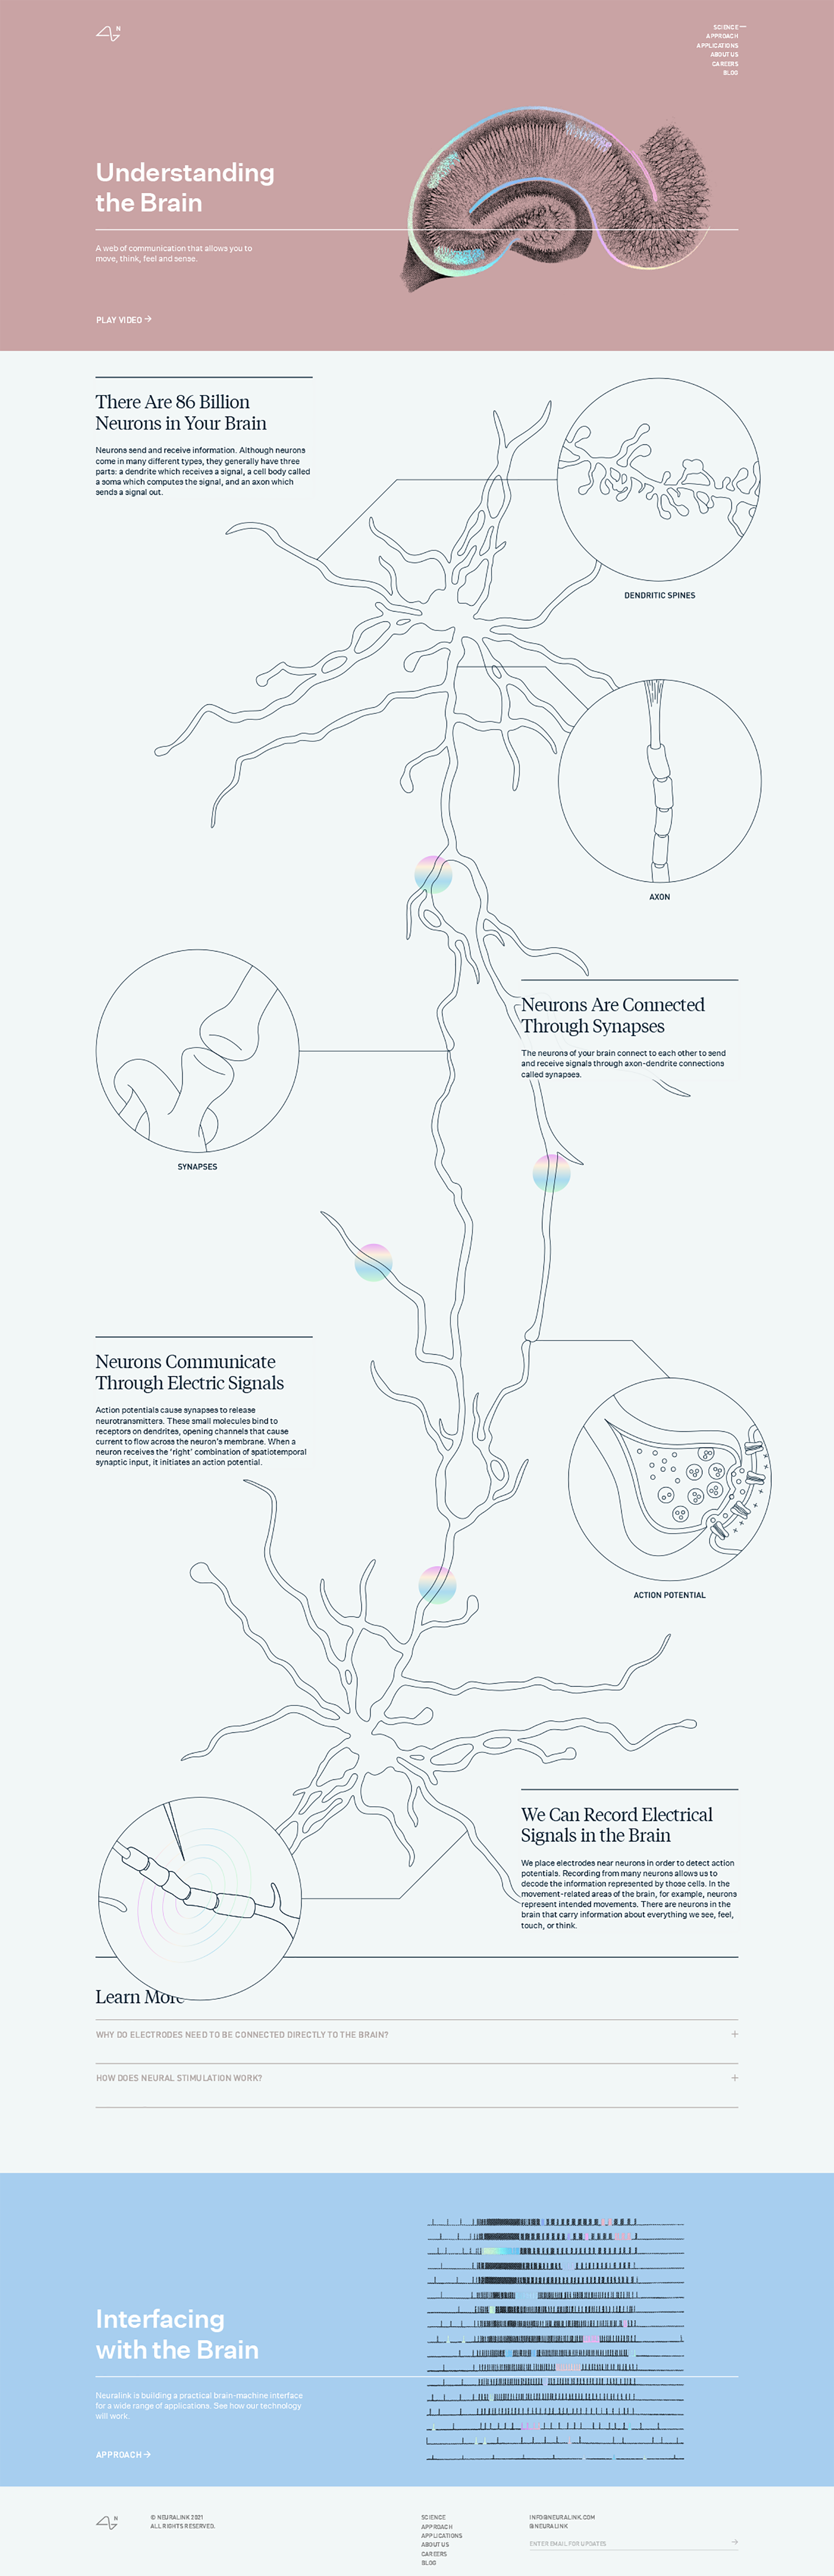 N
SCIENCE
APPROACH
APPLICATIONS
ABOUT US
CAREERS
BLOG
Understanding
the Brain
A web of communication that allows you to
move, think, feel and sense.
PLAY VIDEO
There Are 86 Billion
Neurons in Your Brain
Neurons send and receive information. Although neurons
come in many different types, they generally have three
parts: a dendrite which receives a signal, a cell body called
a soma which computes the signal, and an axon which
sends a signal out.
DENDRITIC SPINES
AXON
Neurons Are Connected
Through Synapses
The neurons of your brain connect to each other to send
and receive signals through axon-dendrite connections
called synapses.
SYNAPSES
Neurons Communicate
Through Electric Signals
Action potentials cause synapses to release
neurotransmitters. These small molecules bind to
receptors on dendrites, opening channels that cause
current to flow across the neuron's membrane. When a
neuron receives the ‘right’ combination of spatiotemporal
synaptic input, it initiates an action potential.
ACTION POTENTIAL
We Can Record Electrical
Signals in the Brain
We place electrodes near neurons in order to detect action
potentials. Recording from many neurons allows us to
decode the information represented by those cells. In the
movement-related areas of the brain, for example, neurons
represent intended movements. There are neurons in the
brain that carry information about everything we see, feel,
touch, or think.
Learn More
WHY DO ELECTRODES NEED TO BE CONNECTED DIRECTLY TO THE BRAIN?
HOW DOES NEURAL STIMULATION WORK?
Interfacing
with the Brain
Neuralink is building a practical brain-machine interface
for a wide range of applications. See how our technology
will work.
APPROACH
N
© NEURALINK 2021
ALL RIGHTS RESERVED.
SCIENCE
APPROACH
APPLICATIONS
ABOUT US
CAREERS
BLOG
INFO@NEURALINK.COM
@NEURALINK
ENTER EMAIL FOR UPDATES